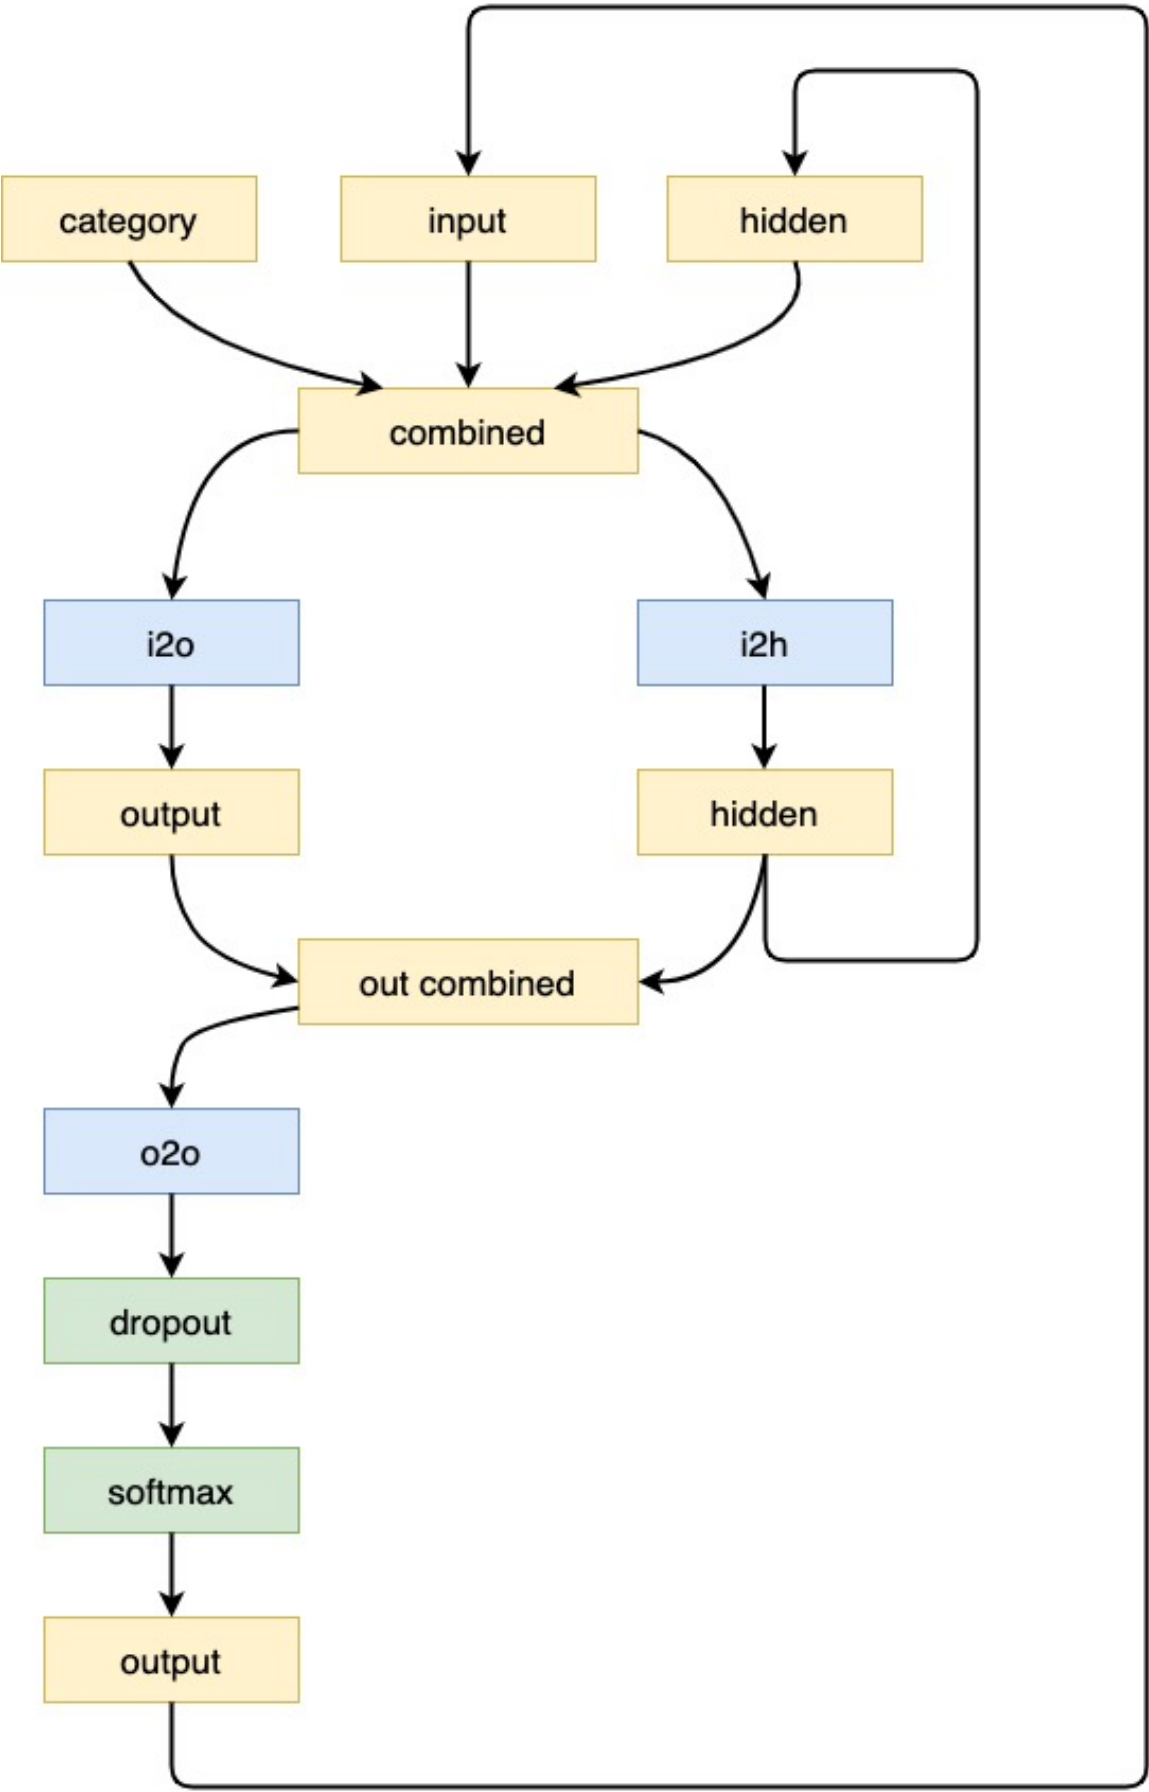 category
input
hidden
combined
i2o
i2h
output
hidden
out combined
o2o
dropout
softmax
output